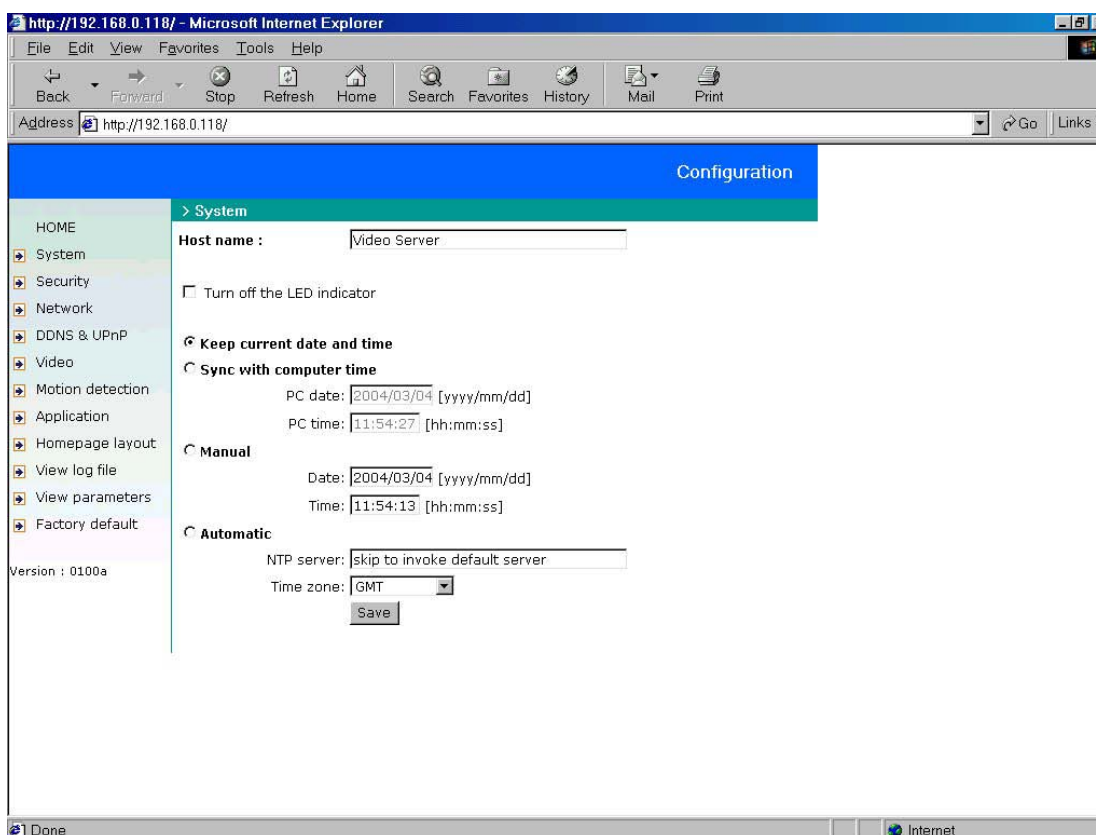 http://192.168.0.118/ - Microsoft Internet Explorer
File Edit View Favorites Tools Help
Back Forward Stop Refresh Home Search Favorites History Mail Print
Address http://192.168.0.118/ Go Links
Configuration
> System
HOME
System
Security
Network
DDNS & UPnP
Video
Motion detection
Application
Homepage layout
View log file
View parameters
Factory default
Version : 0100a
Host name : Video Server
Turn off the LED indicator
Keep current date and time
Sync with computer time
PC date: 2004/03/04 [yyyy/mm/dd]
PC time: 11:54:27 [hh:mm:ss]
Manual
Date: 2004/03/04 [yyyy/mm/dd]
Time: 11:54:13 [hh:mm:ss]
Automatic
NTP server: skip to invoke default server
Time zone: GMT
Save
Done Internet